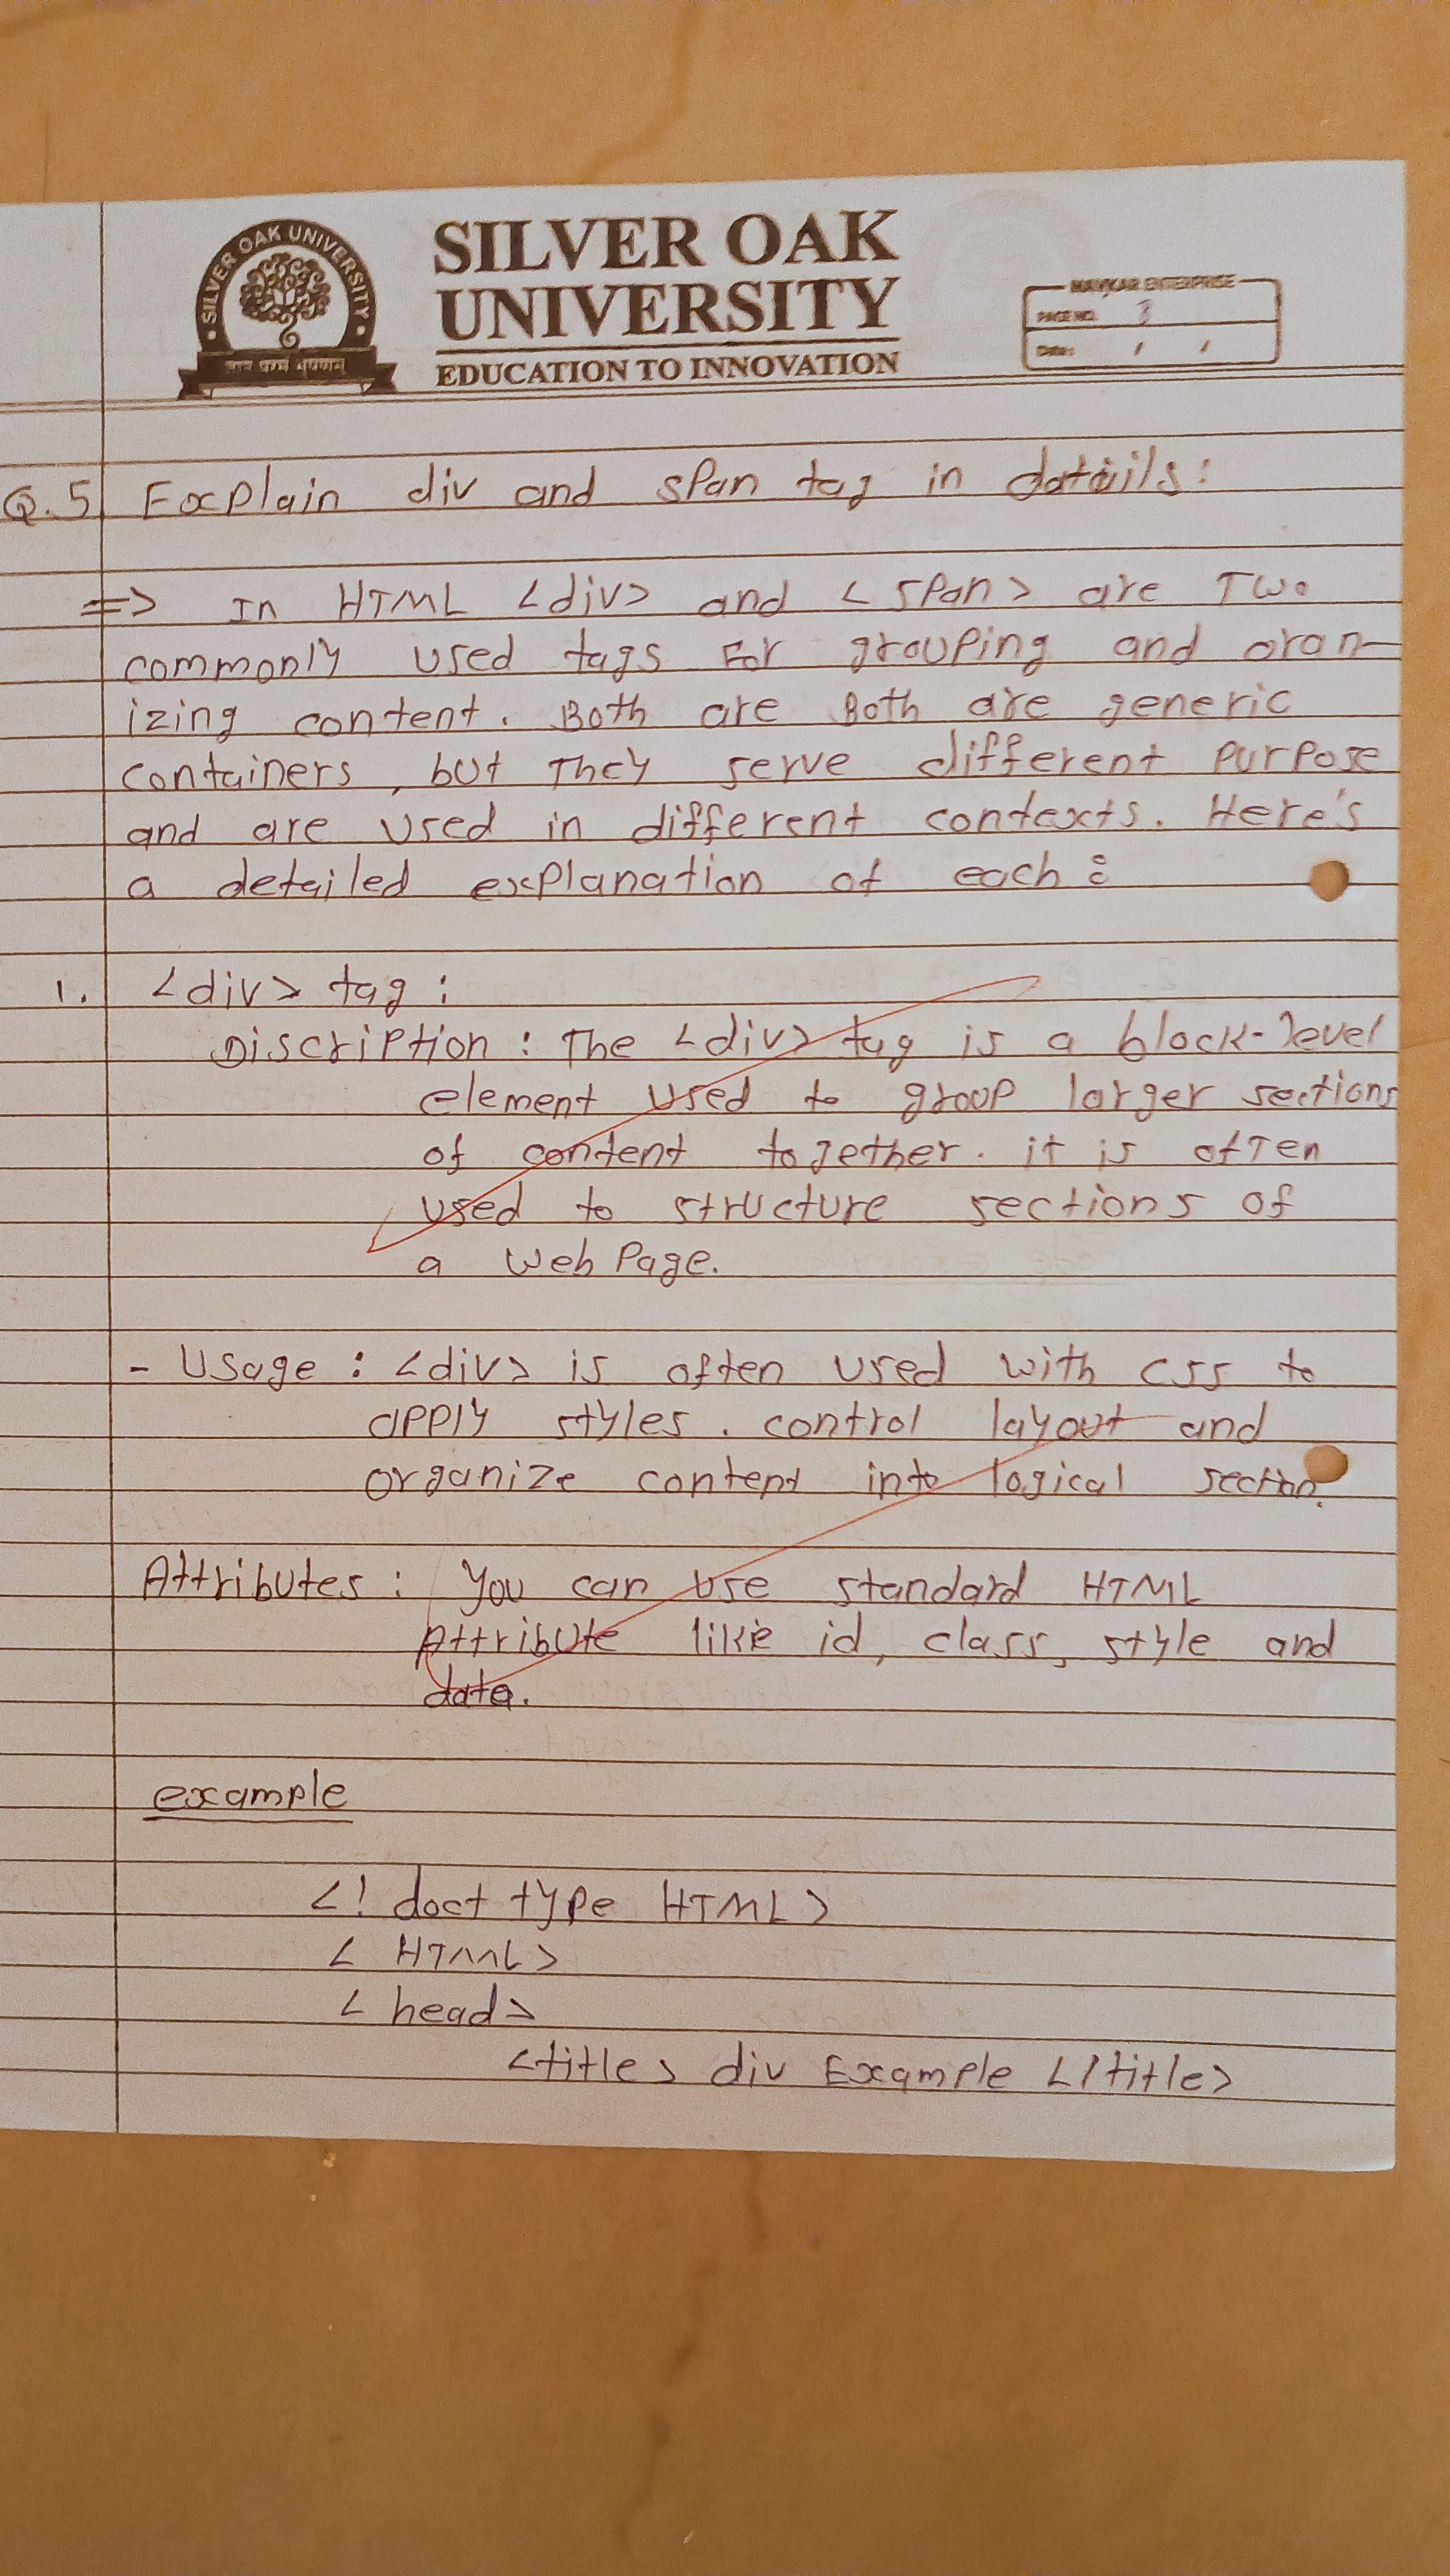 SILVER OAK UNIVERSITY
SILVER OAK
UNIVERSITY
EDUCATION TO INNOVATION
NAVKAR ENTERPRISE
PAGE NO. 3
Date: / /
Q.5 Explain div and span tag in datails:
=> In HTML <div> and <span> are Two
commonly used tags For grouping and oran-
izing content. Both are Both are generic
containers, but They serve different purpose
and are used in different contexts. Here's
a detailed explanation of each:
1. <div> tag:
Discription: The <div> tag is a block-level
element used to group larger sections
of content together. it is often
used to structure sections of
a web Page.
- Usage: <div> is often used with css to
apply styles. control layout and
organize content into logical section.
Attributes: You can use standard HTML
Attribute like id, class, style and
data.
example
<! doct type HTML>
< HTML>
< head>
<title> div Example </title>